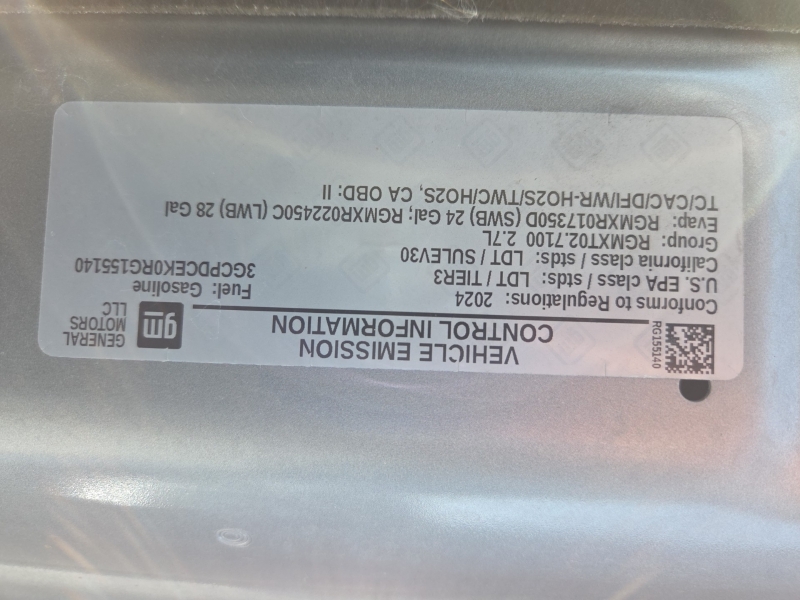 RG155140
VEHICLE EMISSION
CONTROL INFORMATION
gm
GENERAL
MOTORS
LLC
Conforms to Regulations: 2024
Fuel: Gasoline
U.S. EPA class / stds: LDT / TIER3
3GCPDCEK0RG155140
California class / stds: LDT / SULEV30
Group: RGMXT02.7100 2.7L
Evap: RGMXR017350D (SWB) 24 Gal; RGMXR022450C (LWB) 28 Gal
TC/CAC/DFI/WR-HO2S/TWC/HO2S, CA OBD: II